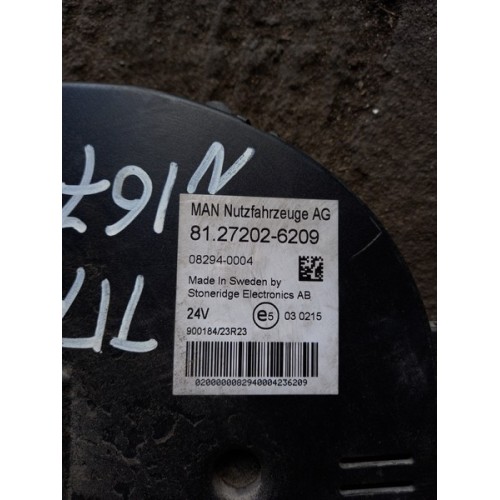 N167
MAN Nutzfahrzeuge AG
81.27202-6209
08294-0004
Made In Sweden by
Stoneridge Electronics AB
24V e5 03 0215
900184/23R23
0200000082940004236209